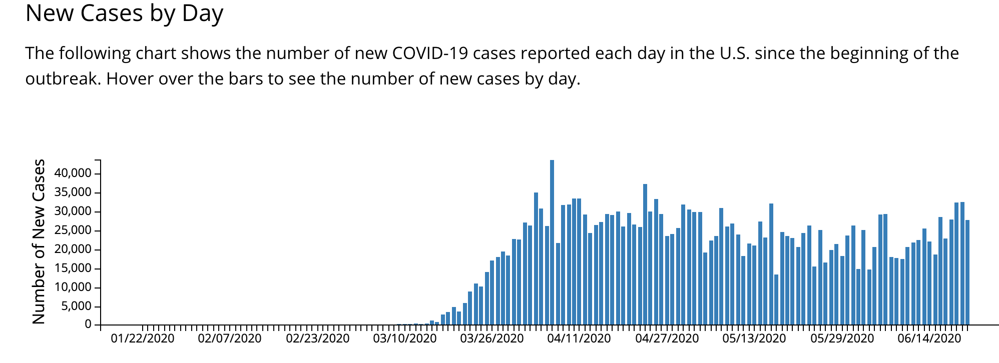 New Cases by Day
The following chart shows the number of new COVID-19 cases reported each day in the U.S. since the beginning of the
outbreak. Hover over the bars to see the number of new cases by day.
Number of New Cases
40,000
35,000
30,000
25,000
20,000
15,000
10,000
5,000
0
01/22/2020 02/07/2020 02/23/2020 03/10/2020 03/26/2020 04/11/2020 04/27/2020 05/13/2020 05/29/2020 06/14/2020